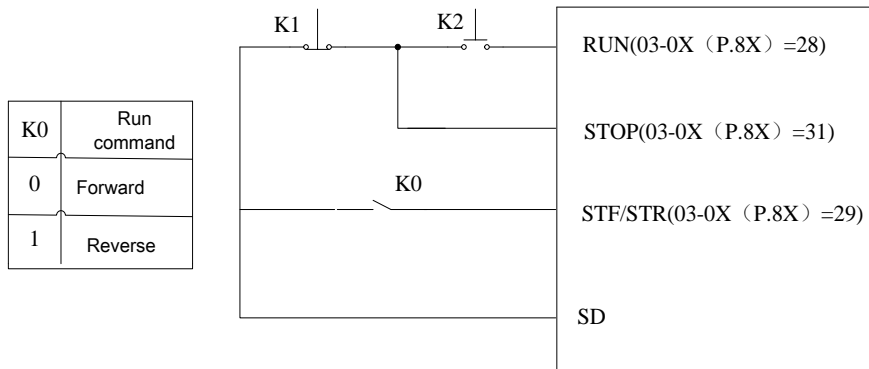 K1
K2
RUN(03-0X（P.8X）=28)
STOP(03-0X（P.8X）=31)
K0 Run command
0 Forward
1 Reverse
K0
STF/STR(03-0X（P.8X）=29)
SD